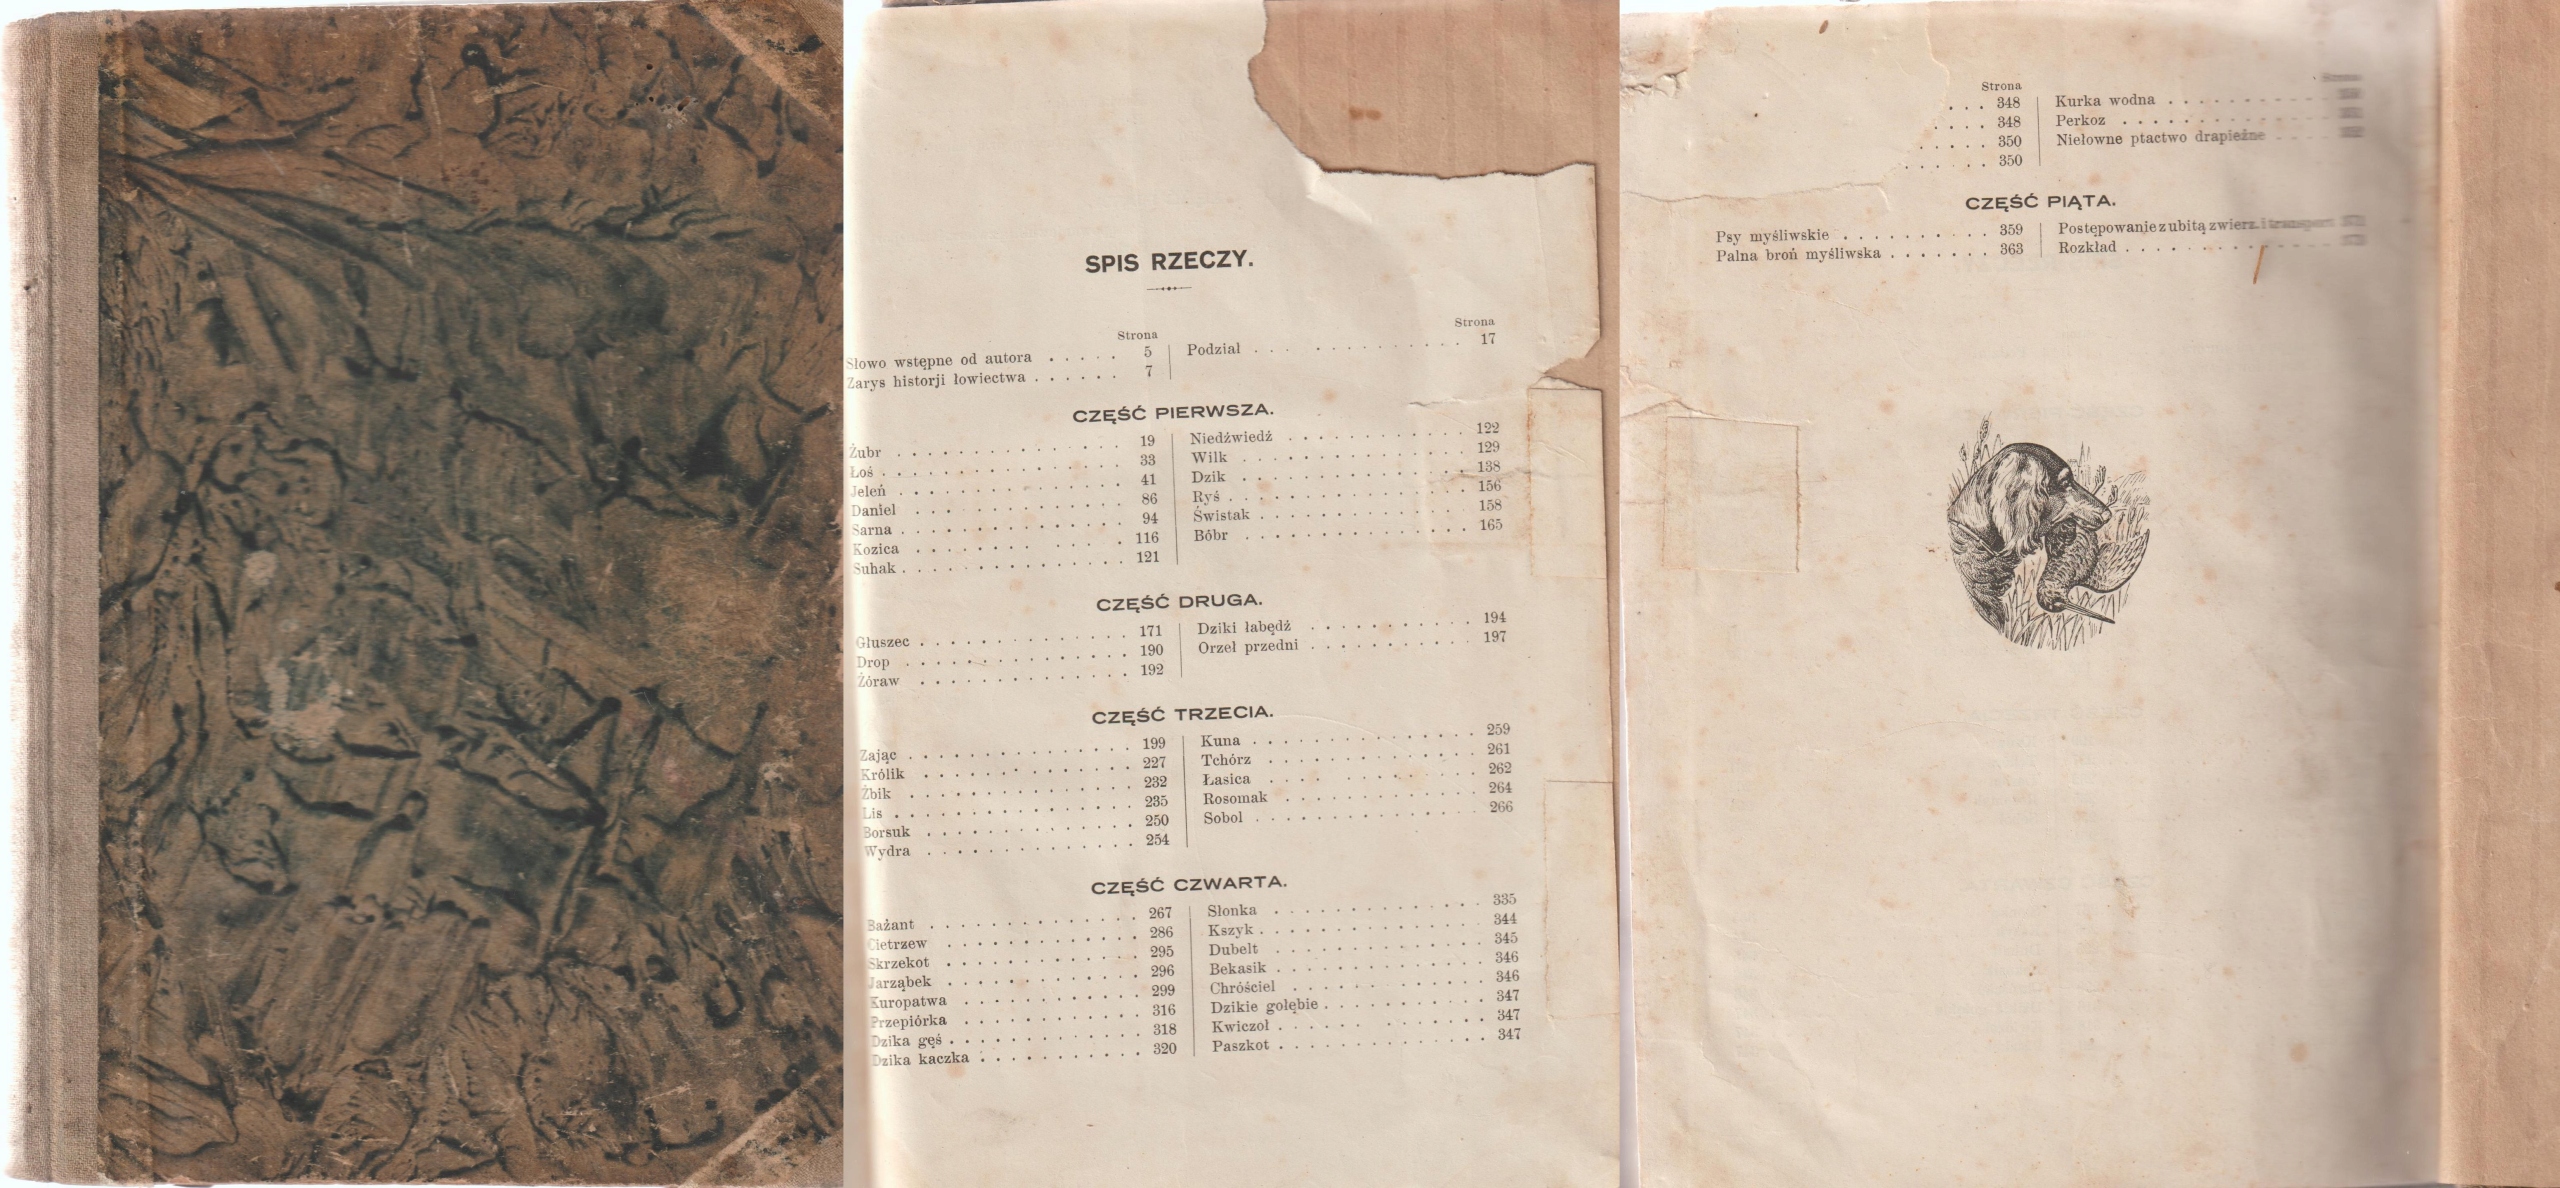 SPIS RZECZY.
Strona
Słowo wstępne od autora . . . . . 5
Zarys historji łowiectwa . . . . . . 7
Strona
Podział . . . . . . . . . . . . . 17
CZĘŚĆ PIERWSZA.
Żubr . . . . . . . . . . . . . 19
Łoś . . . . . . . . . . . . . 33
Jeleń . . . . . . . . . . . . . 41
Daniel . . . . . . . . . . . . 86
Sarna . . . . . . . . . . . . . 94
Kozica . . . . . . . . . . . 116
Suhak . . . . . . . . . . . . . 121
Niedźwiedź . . . . . . . . . . 122
Wilk . . . . . . . . . . . . 129
Dzik . . . . . . . . . . . . 138
Ryś . . . . . . . . . . . . . 156
Świstak . . . . . . . . . . . 158
Bóbr . . . . . . . . . . . . 165
CZĘŚĆ DRUGA.
Głuszec . . . . . . . . . . . . 171
Drop . . . . . . . . . . . . 190
Żóraw . . . . . . . . . . . . 192
Dziki łabędź . . . . . . . . . 194
Orzeł przedni . . . . . . . . . 197
CZĘŚĆ TRZECIA.
Zając . . . . . . . . . . . . 199
Królik . . . . . . . . . . . . 227
Żbik . . . . . . . . . . . . 232
Lis . . . . . . . . . . . . . 235
Borsuk . . . . . . . . . . . . 250
Wydra . . . . . . . . . . . . 254
Kuna . . . . . . . . . . . . 259
Tchórz . . . . . . . . . . . 261
Łasica . . . . . . . . . . . 262
Rosomak . . . . . . . . . . 264
Sobol . . . . . . . . . . . . 266
CZĘŚĆ CZWARTA.
Bażant . . . . . . . . . . . 267
Cietrzew . . . . . . . . . . 286
Skrzekot . . . . . . . . . . 295
Jarząbek . . . . . . . . . . 296
Kuropatwa . . . . . . . . . . 299
Przepiórka . . . . . . . . . . 316
Dzika gęś . . . . . . . . . . 318
Dzika kaczka . . . . . . . . . 320
Słonka . . . . . . . . . . . 335
Kszyk . . . . . . . . . . . . 344
Dubelt . . . . . . . . . . . 345
Bekasik . . . . . . . . . . . 346
Chróściel . . . . . . . . . . 346
Dzikie gołębie . . . . . . . . . 347
Kwiczoł . . . . . . . . . . 347
Paszkot . . . . . . . . . . . 347
Strona
. . . 348
. . . . 348
. . . . . 350
. . . . . . 350
Kurka wodna . . . . . . . . . .
Perkoz . . . . . . . . . . . .
Niełowne ptactwo drapieżne . . . .
CZĘŚĆ PIĄTA.
Psy myśliwskie . . . . . . . . . . 359
Palna broń myśliwska . . . . . . . 363
Postępowanie z ubitą zwierz. i transport
Rozkład . . . . . . . . . . . .